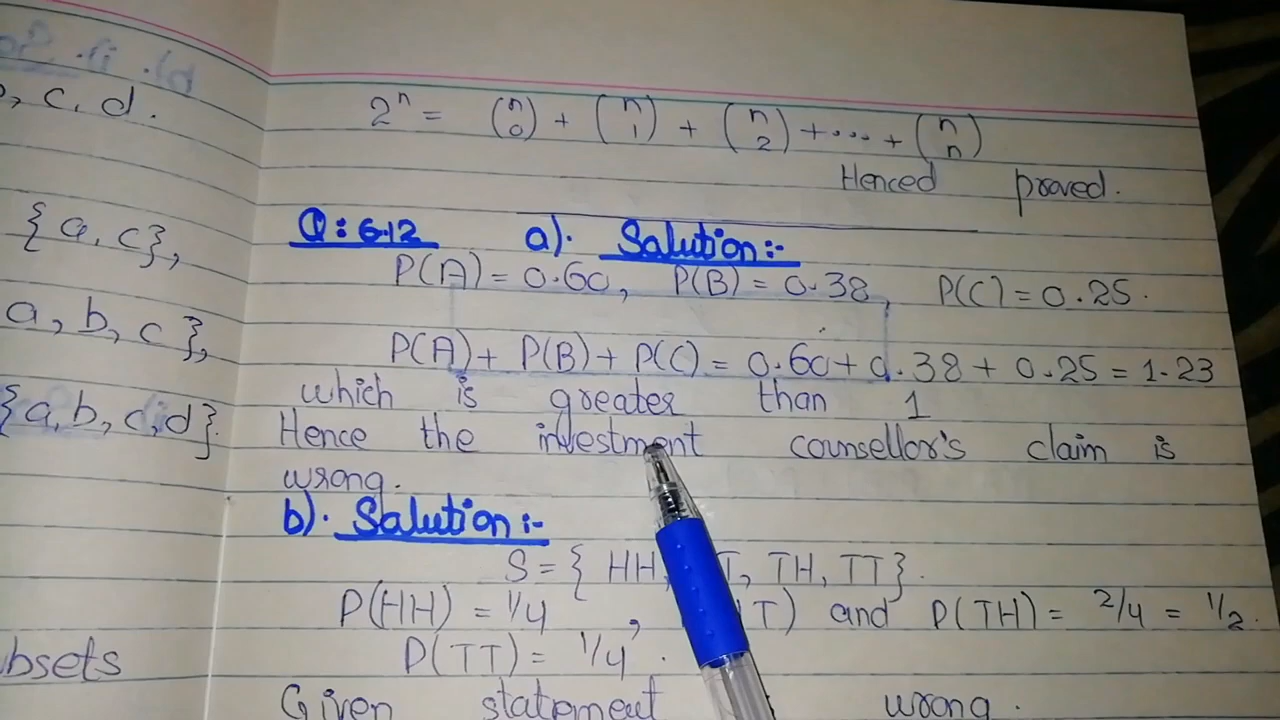 b, c, d.
{a, c},
a, b, c},
{a, b, c, d}.
bsets
2ⁿ = (n 0) + (n 1) + (n 2) + ... + (n n)
Henced proved.
Q: 6.12 a). Salution:-
P(A) = 0.60, P(B) = 0.38, P(C) = 0.25.
P(A) + P(B) + P(C) = 0.60 + 0.38 + 0.25 = 1.23
which is greater than 1
Hence the investment counsellor's claim is
wrong.
b). Salution:-
S = { HH, T, TH, TT}.
P(HH) = 1/4 , T) and P(TH) = 2/4 = 1/2.
P(TT) = 1/4.
Given statement wrong.